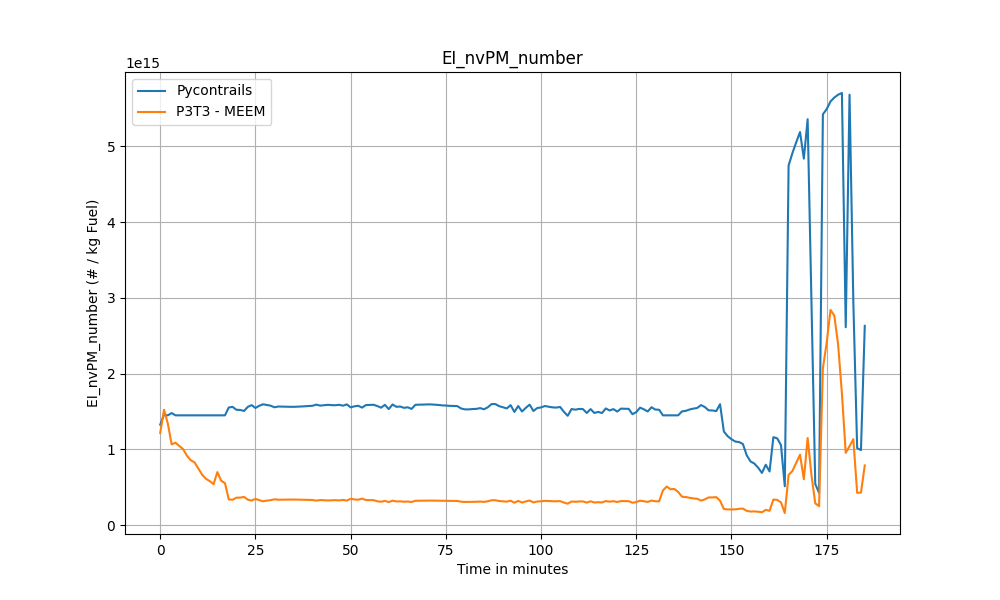 EI_nvPM_number
1e15
Pycontrails
P3T3 - MEEM
5
4
3
2
1
0
EI_nvPM_number (# / kg Fuel)
0 25 50 75 100 125 150 175
Time in minutes